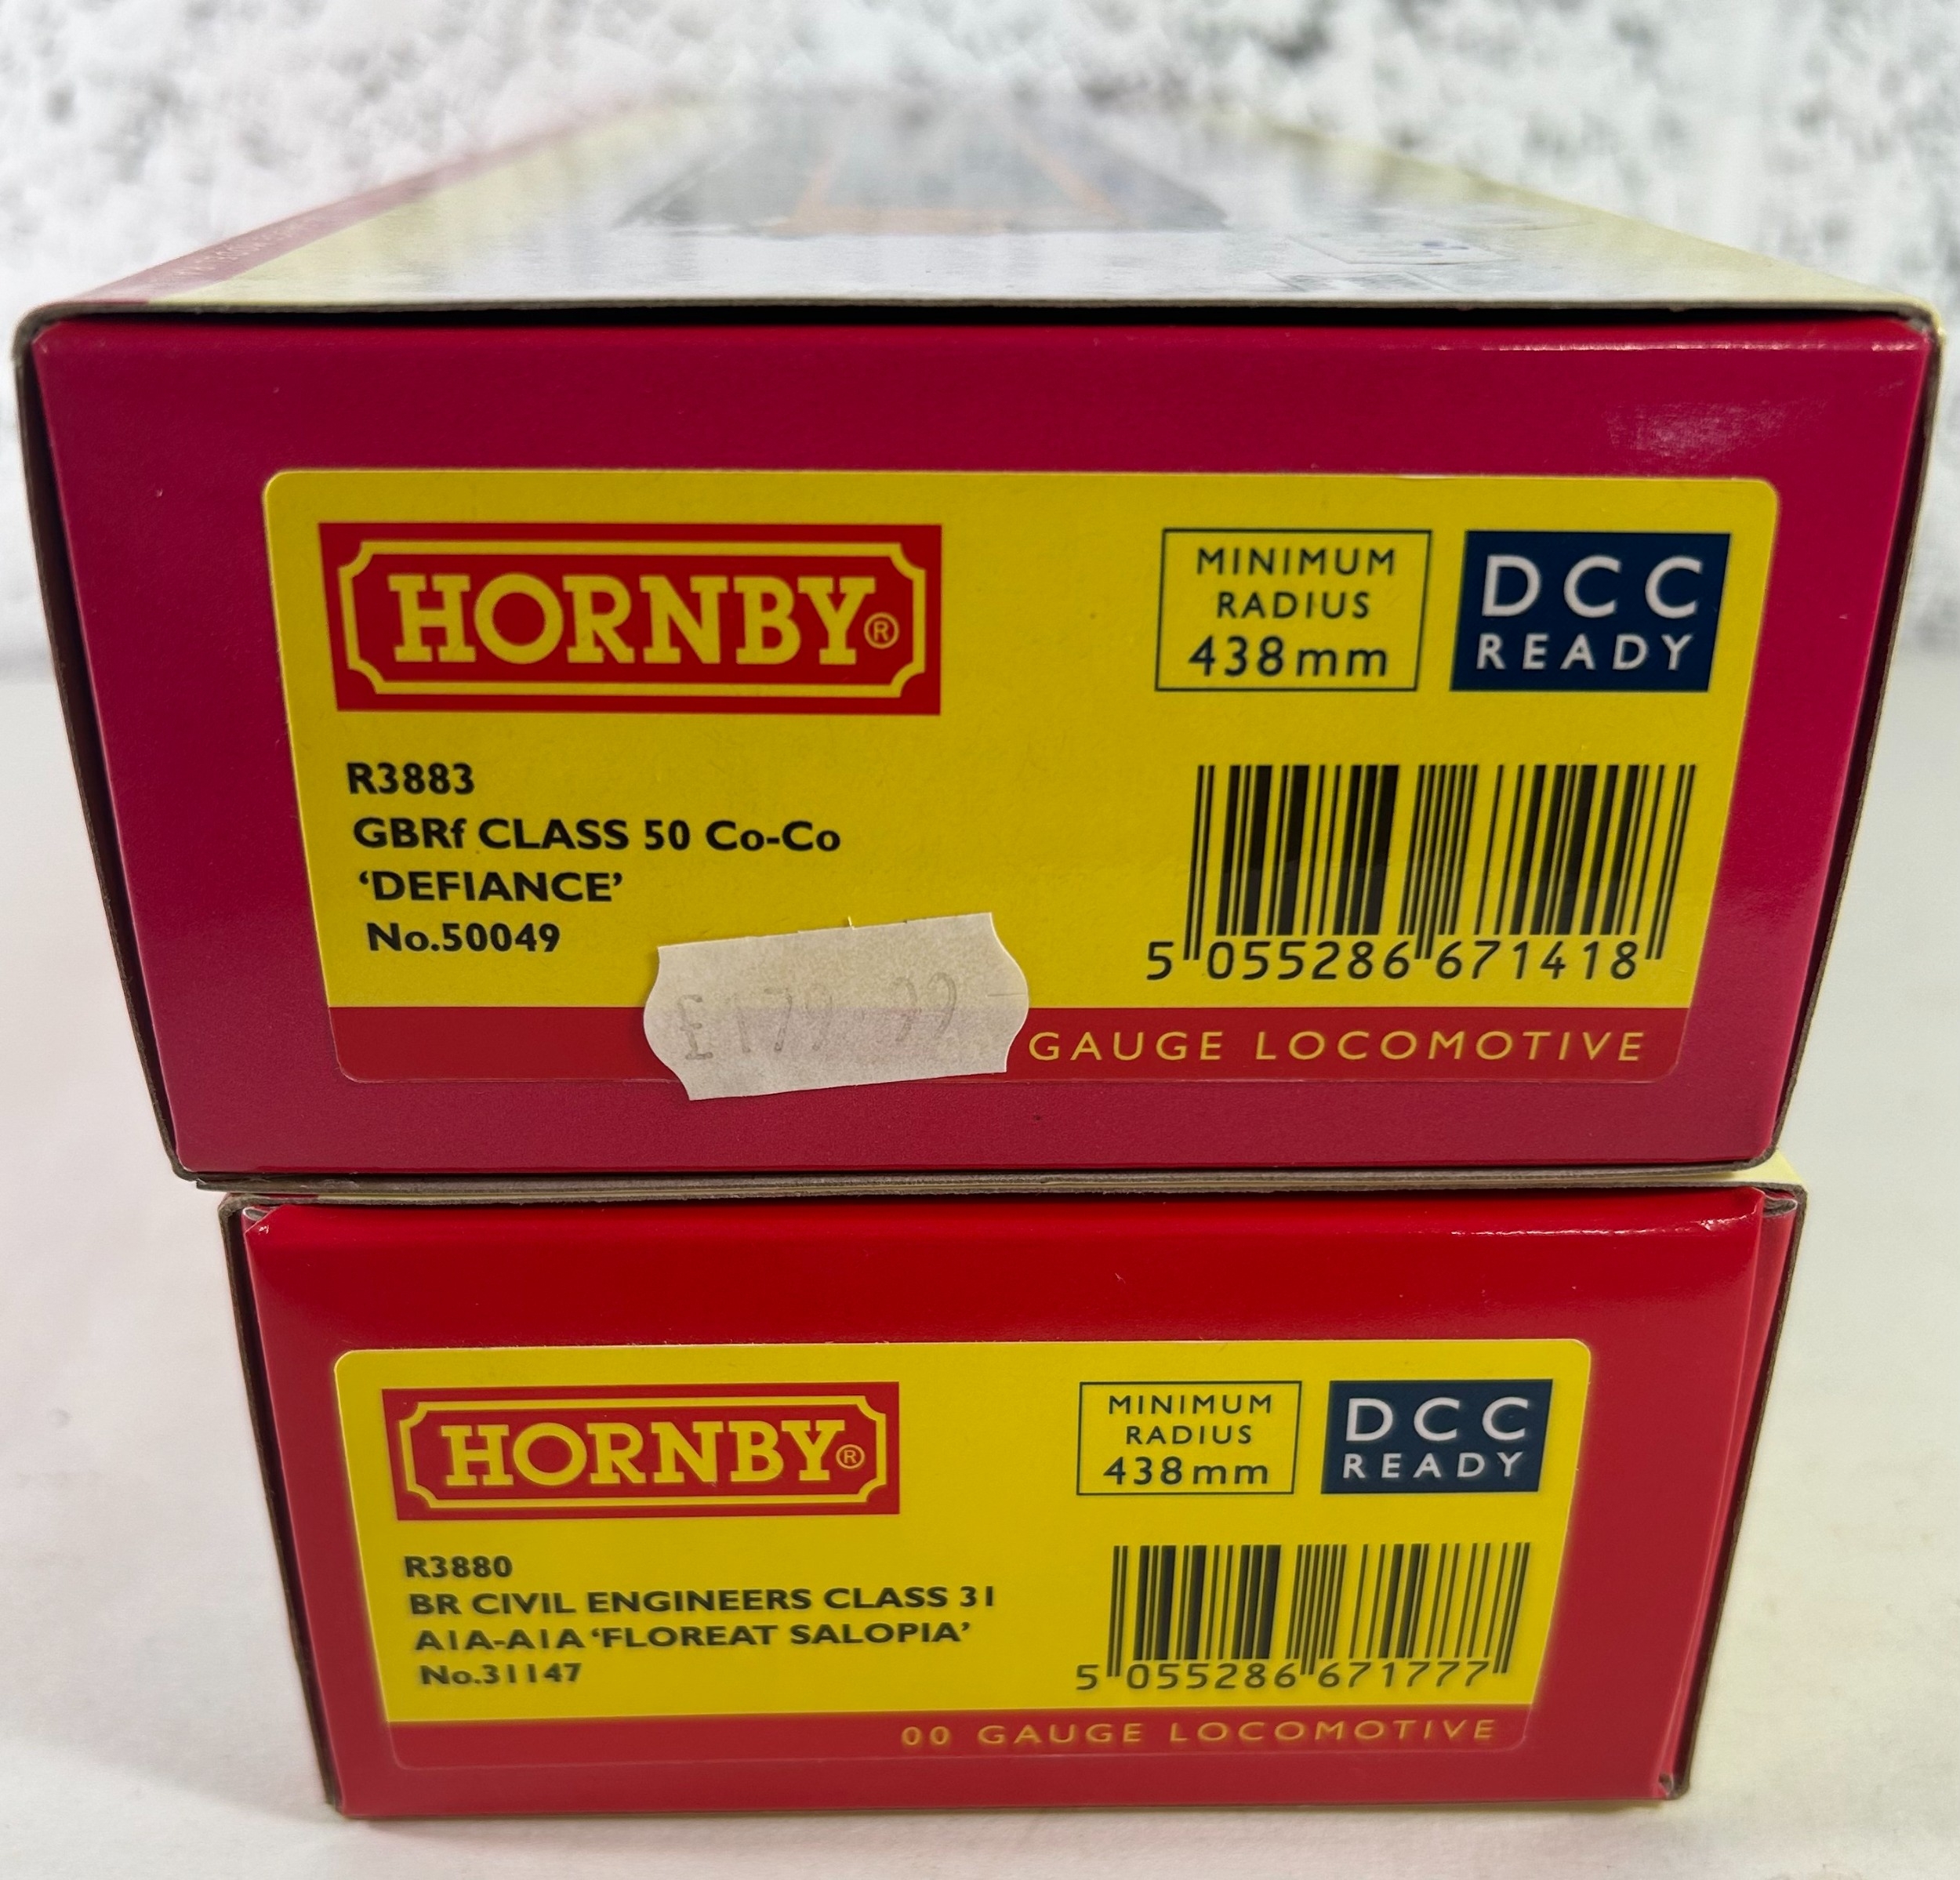 HORNBY®
MINIMUM
RADIUS
438mm
DCC
READY
R3883
GBRf CLASS 50 Co-Co
‘DEFIANCE’
No.50049
5 055286 671418
£179.99
GAUGE LOCOMOTIVE
HORNBY®
MINIMUM
RADIUS
438mm
DCC
READY
R3880
BR CIVIL ENGINEERS CLASS 31
A1A-A1A ‘FLOREAT SALOPIA’
No.31147
5 055286 671777
00 GAUGE LOCOMOTIVE